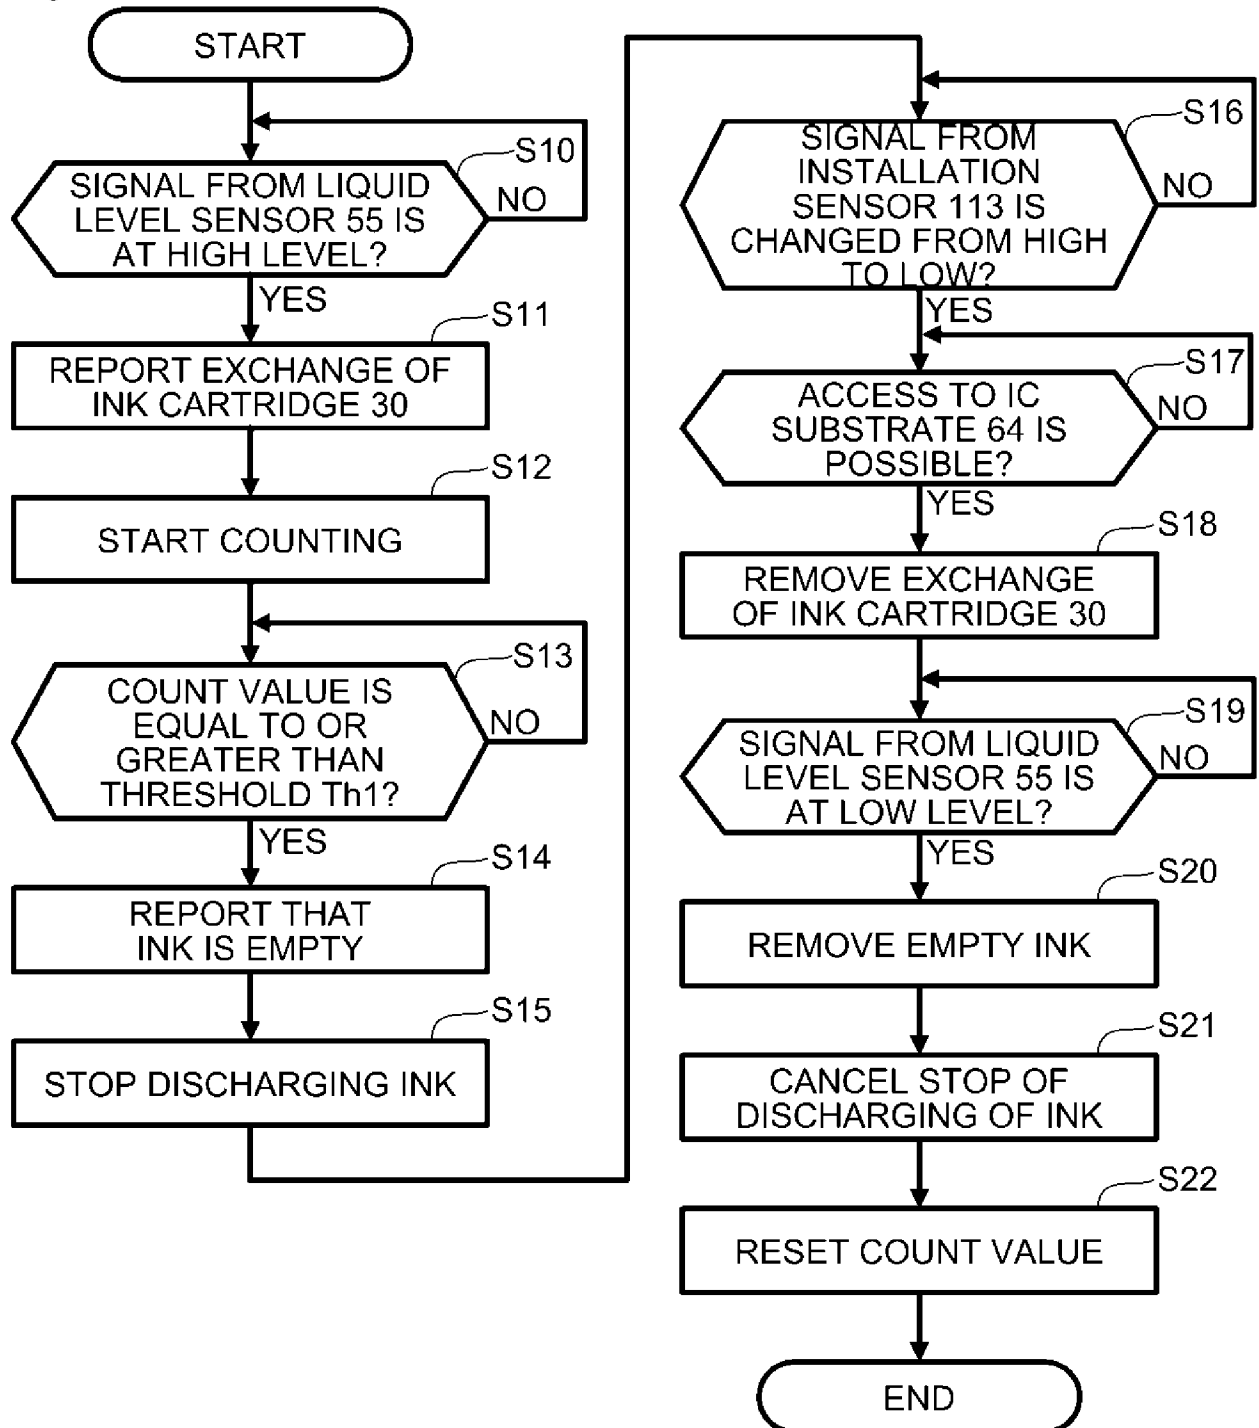 START
S10
SIGNAL FROM LIQUID
LEVEL SENSOR 55 IS
AT HIGH LEVEL?
NO
YES
S11
REPORT EXCHANGE OF
INK CARTRIDGE 30
S12
START COUNTING
S13
COUNT VALUE IS
EQUAL TO OR
GREATER THAN
THRESHOLD Th1?
NO
YES
S14
REPORT THAT
INK IS EMPTY
S15
STOP DISCHARGING INK
S16
SIGNAL FROM
INSTALLATION
SENSOR 113 IS
CHANGED FROM HIGH
TO LOW?
NO
YES
S17
ACCESS TO IC
SUBSTRATE 64 IS
POSSIBLE?
NO
YES
S18
REMOVE EXCHANGE
OF INK CARTRIDGE 30
S19
SIGNAL FROM LIQUID
LEVEL SENSOR 55 IS
AT LOW LEVEL?
NO
YES
S20
REMOVE EMPTY INK
S21
CANCEL STOP OF
DISCHARGING OF INK
S22
RESET COUNT VALUE
END